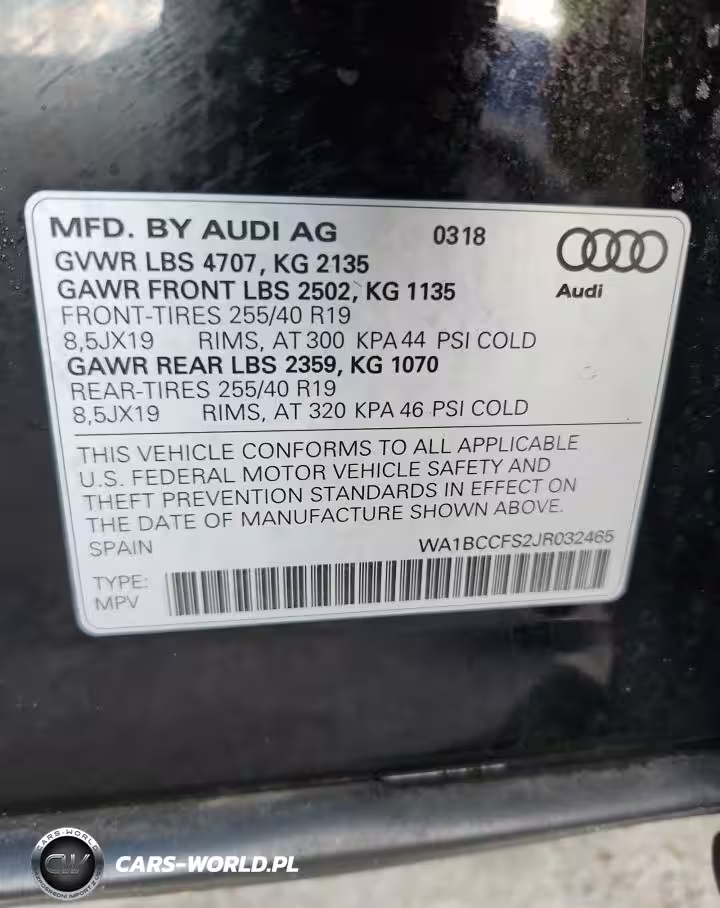 MFD. BY AUDI AG 0318
GVWR LBS 4707, KG 2135
GAWR FRONT LBS 2502, KG 1135
Audi
FRONT-TIRES 255/40 R19
8,5JX19 RIMS, AT 300 KPA 44 PSI COLD
GAWR REAR LBS 2359, KG 1070
REAR-TIRES 255/40 R19
8,5JX19 RIMS, AT 320 KPA 46 PSI COLD
THIS VEHICLE CONFORMS TO ALL APPLICABLE
U.S. FEDERAL MOTOR VEHICLE SAFETY AND
THEFT PREVENTION STANDARDS IN EFFECT ON
THE DATE OF MANUFACTURE SHOWN ABOVE.
SPAIN WA1BCCFS2JR032465
TYPE:
MPV
CARS-WORLD
CW
CARS-WORLD.PL